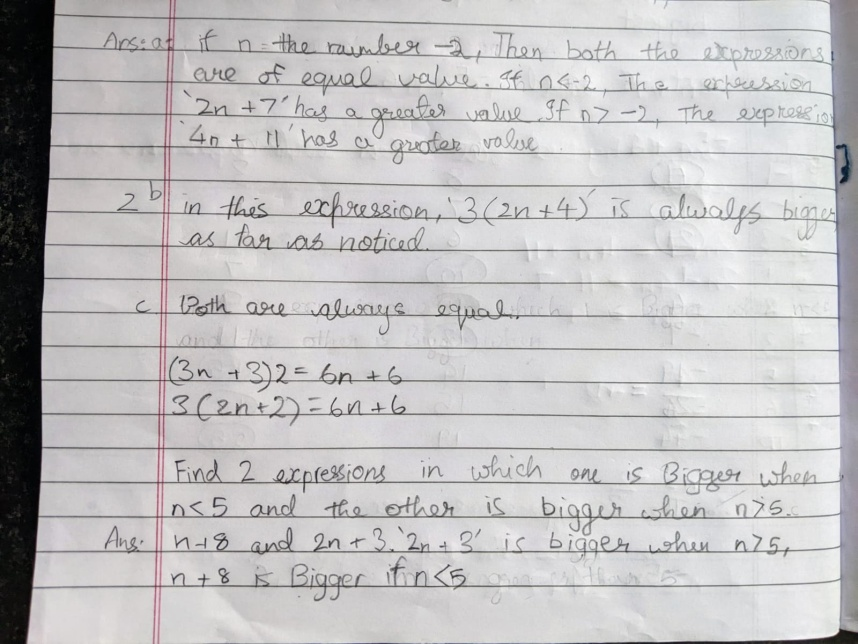 Ans: a: if n = the number -2, Then both the expressions
are of equal value. If n<-2, The expression
'2n + 7' has a greater value. If n > -2, The expression
'4n + 11' has a greater value.
2 b in this expression, '3(2n+4)' is always bigger
as far as noticed.
c. Both are always equal.
(3n + 3)2 = 6n + 6
3(2n+2) = 6n + 6
Find 2 expressions in which one is Bigger when
n<5 and the other is bigger when n>5.
Ans: n+8 and 2n + 3. '2n + 3' is bigger when n>5,
n + 8 is Bigger if n<5